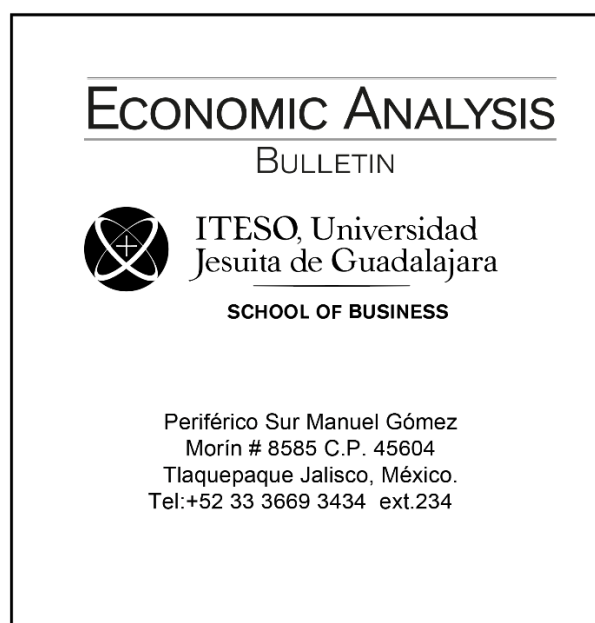 ECONOMIC ANALYSIS
BULLETIN
ITESO, Universidad
Jesuita de Guadalajara
SCHOOL OF BUSINESS
Periférico Sur Manuel Gómez
Morín # 8585 C.P. 45604
Tlaquepaque Jalisco, México.
Tel:+52 33 3669 3434 ext.234